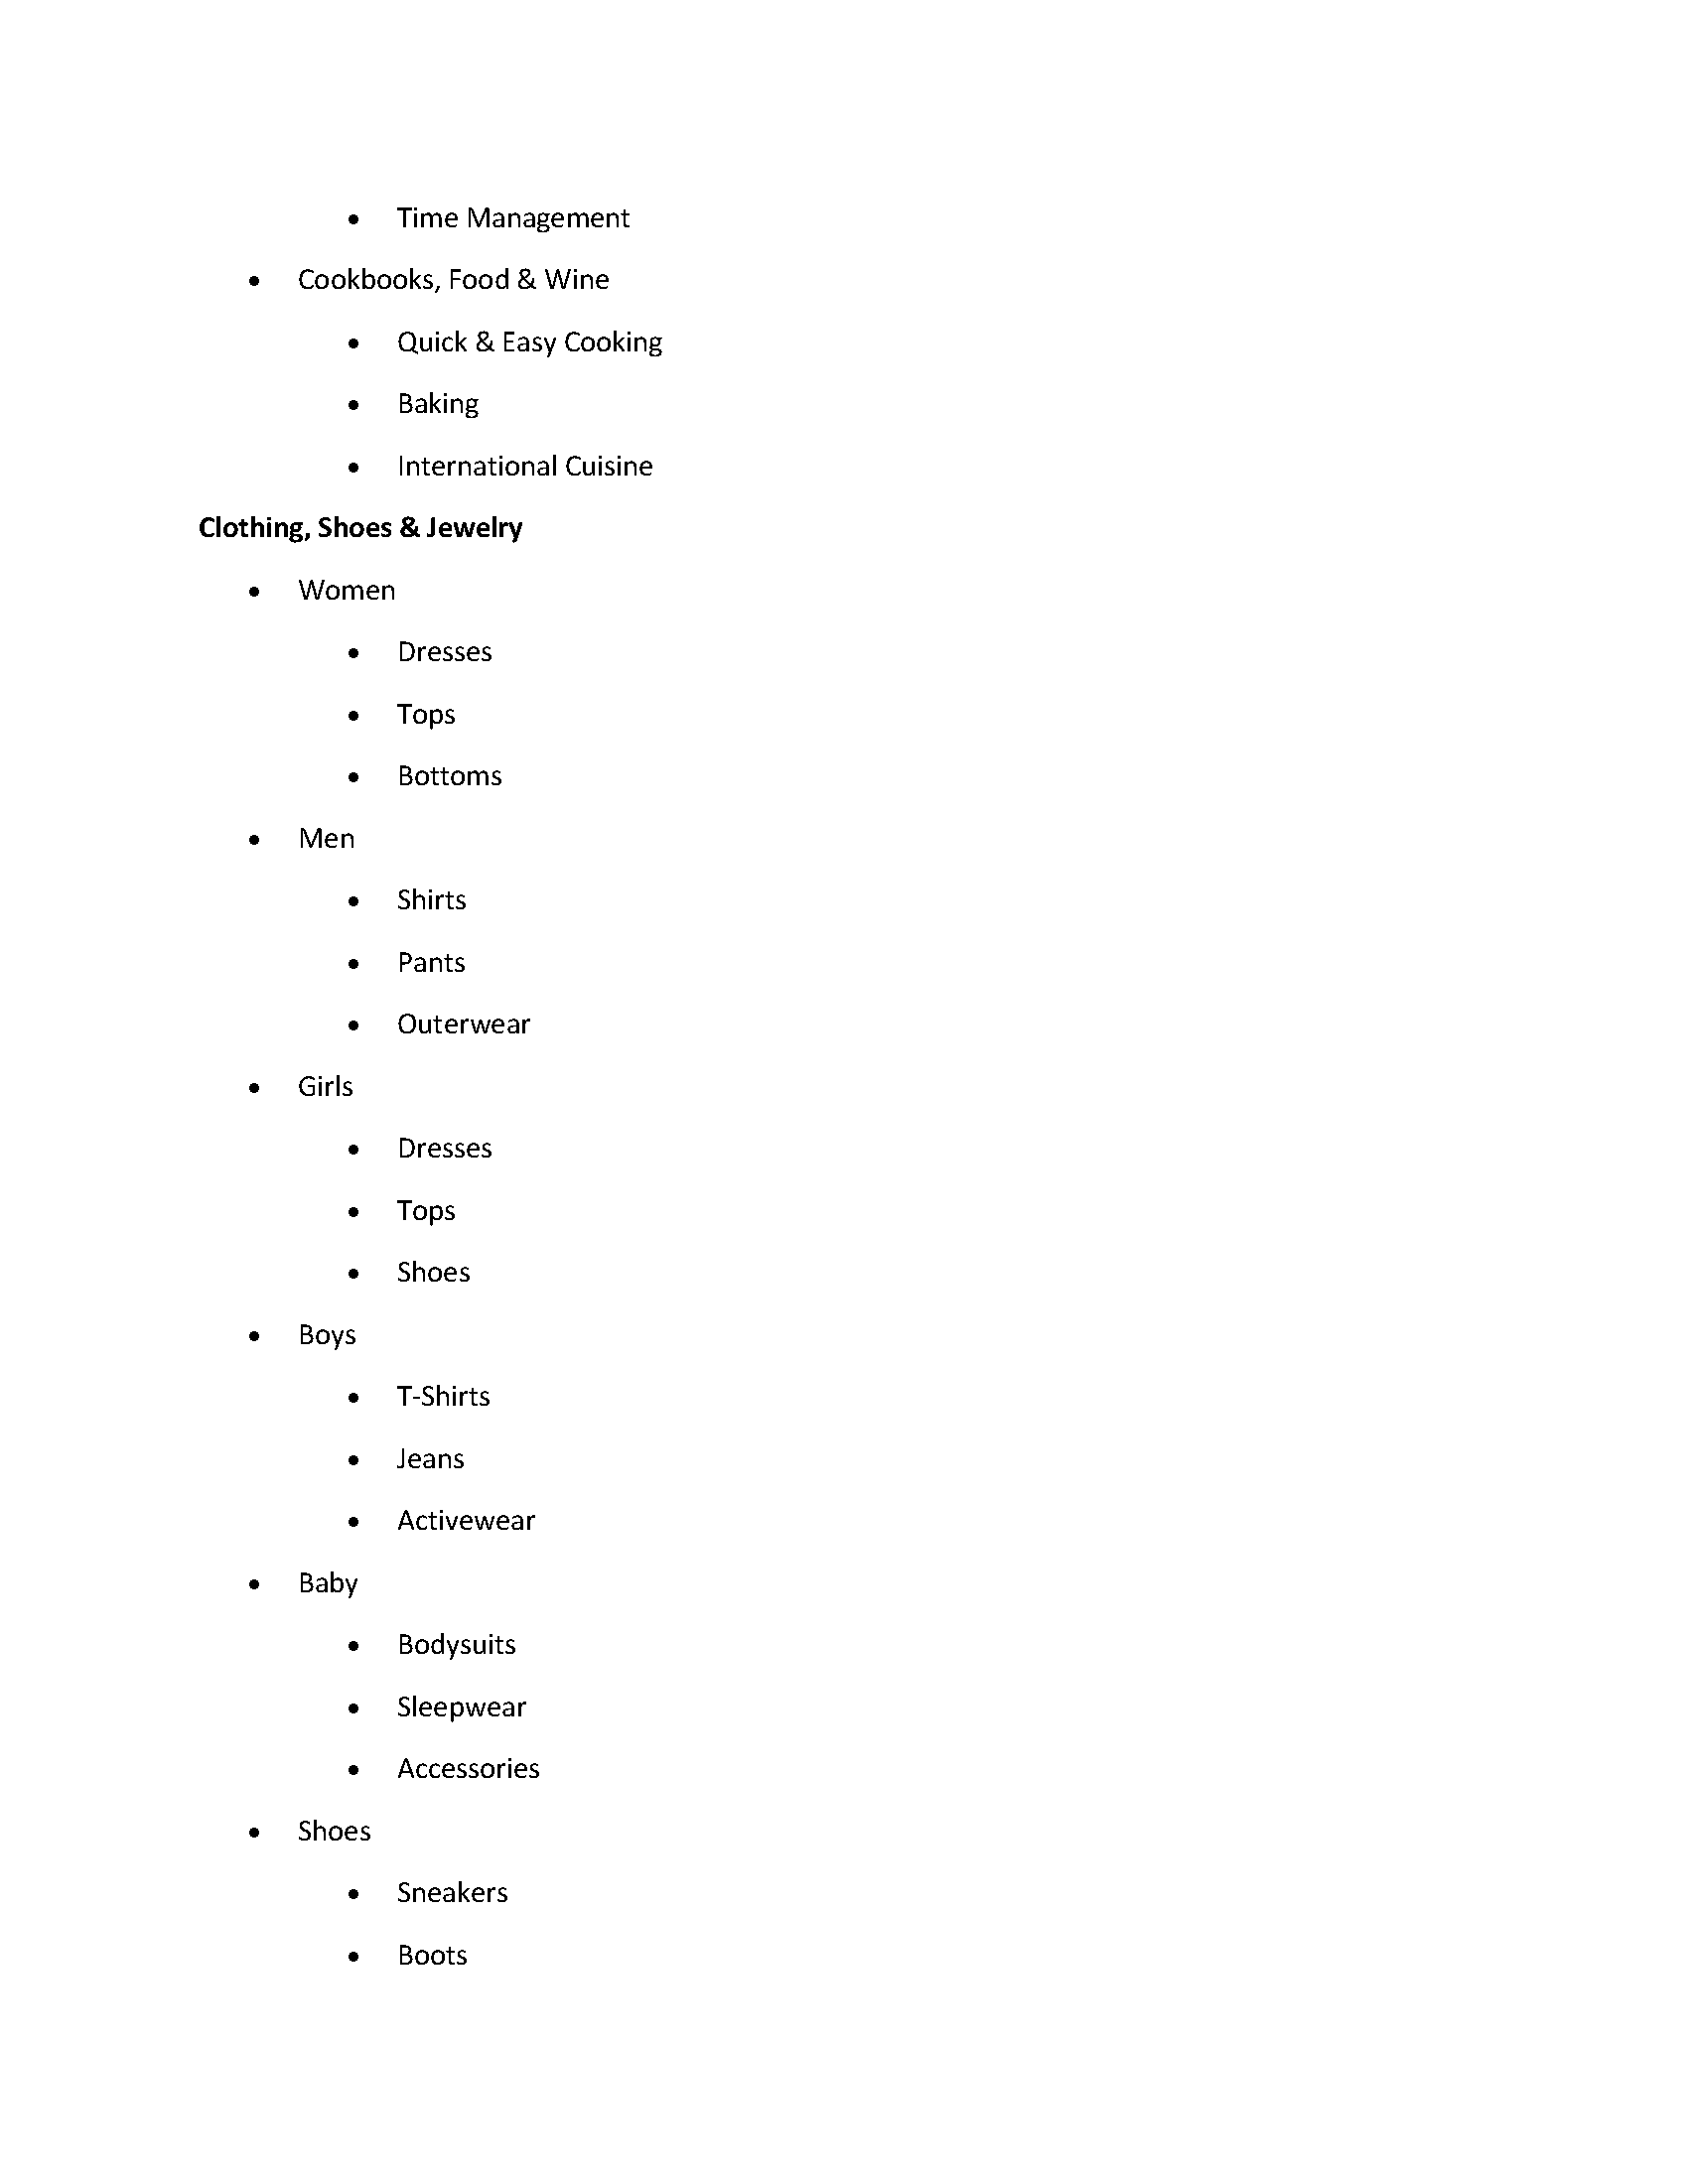 • Time Management
• Cookbooks, Food & Wine
• Quick & Easy Cooking
• Baking
• International Cuisine
Clothing, Shoes & Jewelry
• Women
• Dresses
• Tops
• Bottoms
• Men
• Shirts
• Pants
• Outerwear
• Girls
• Dresses
• Tops
• Shoes
• Boys
• T-Shirts
• Jeans
• Activewear
• Baby
• Bodysuits
• Sleepwear
• Accessories
• Shoes
• Sneakers
• Boots